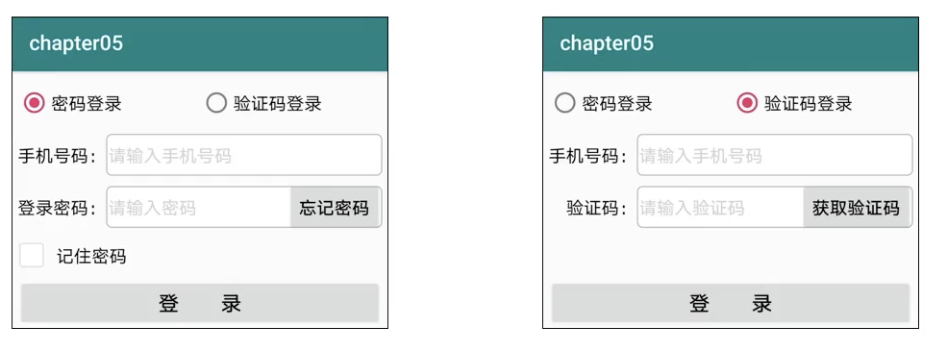 chapter05
密码登录 验证码登录
手机号码： 请输入手机号码
登录密码： 请输入密码 忘记密码
记住密码
登 录
chapter05
密码登录 验证码登录
手机号码： 请输入手机号码
验证码： 请输入验证码 获取验证码
登 录